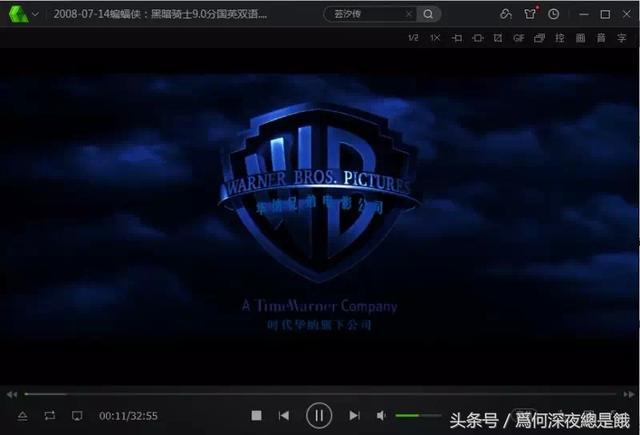 2008-07-14蝙蝠侠：黑暗骑士9.0分国英双语....
芸汐传
1/2 1× GIF 控 画 音 字
WARNER BROS. PICTURES
华纳兄弟电影公司
A TimeWarner Company
时代华纳旗下公司
00:11/32:55
头条号／爲何深夜總是餓